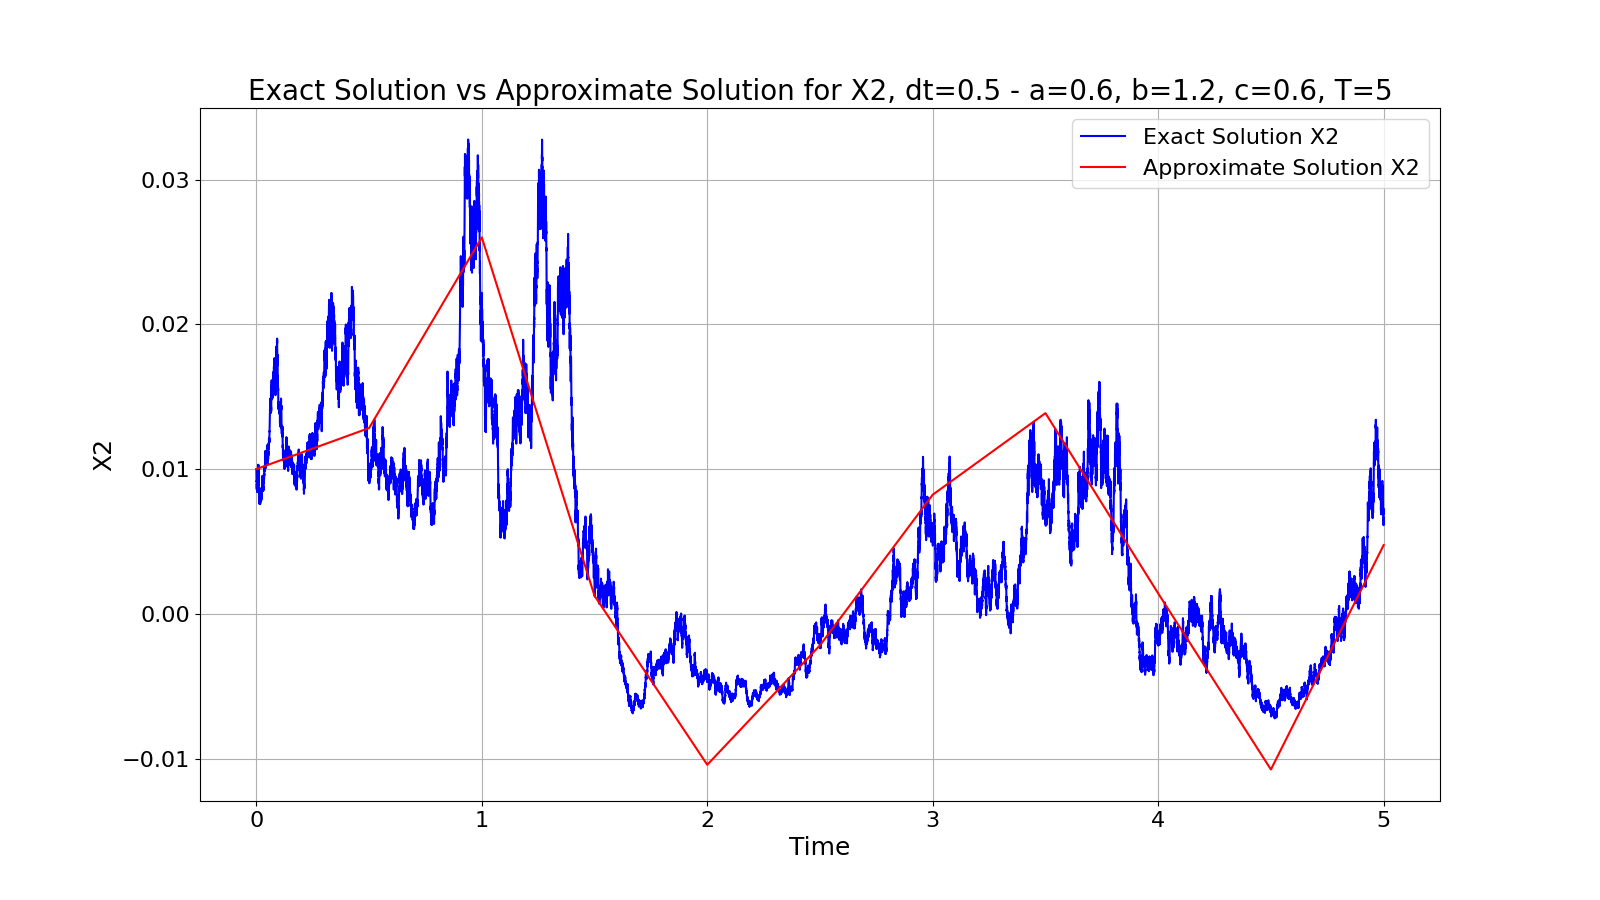 Exact Solution vs Approximate Solution for X2, dt=0.5 - a=0.6, b=1.2, c=0.6, T=5
Exact Solution X2
Approximate Solution X2
0.03
0.02
0.01
0.00
−0.01
X2
0 1 2 3 4 5
Time